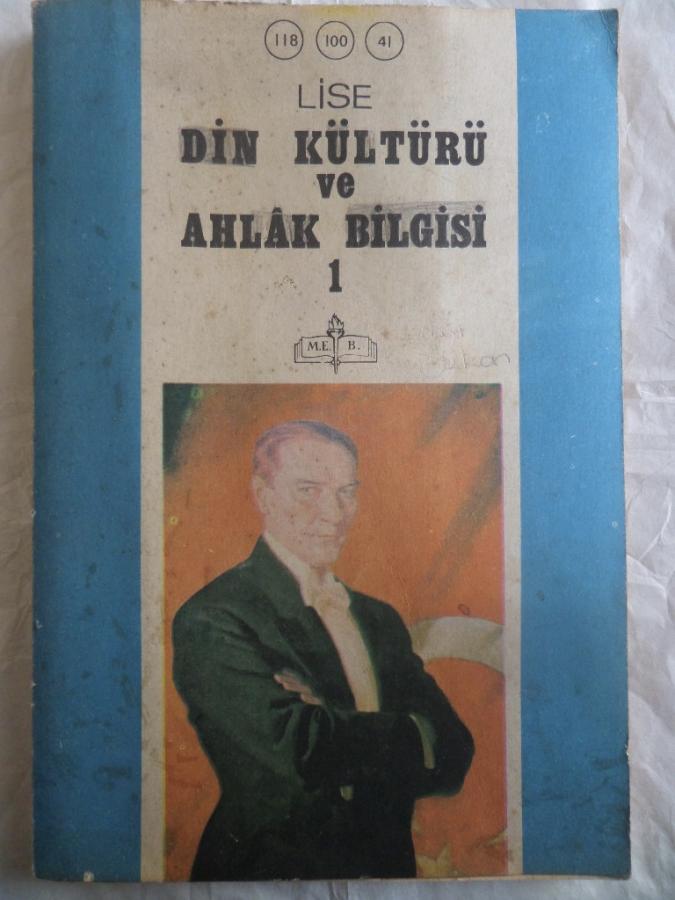 118 100 41
LİSE
DİN KÜLTÜRÜ
ve
AHLÂK BİLGİSİ
1
M.E. B.